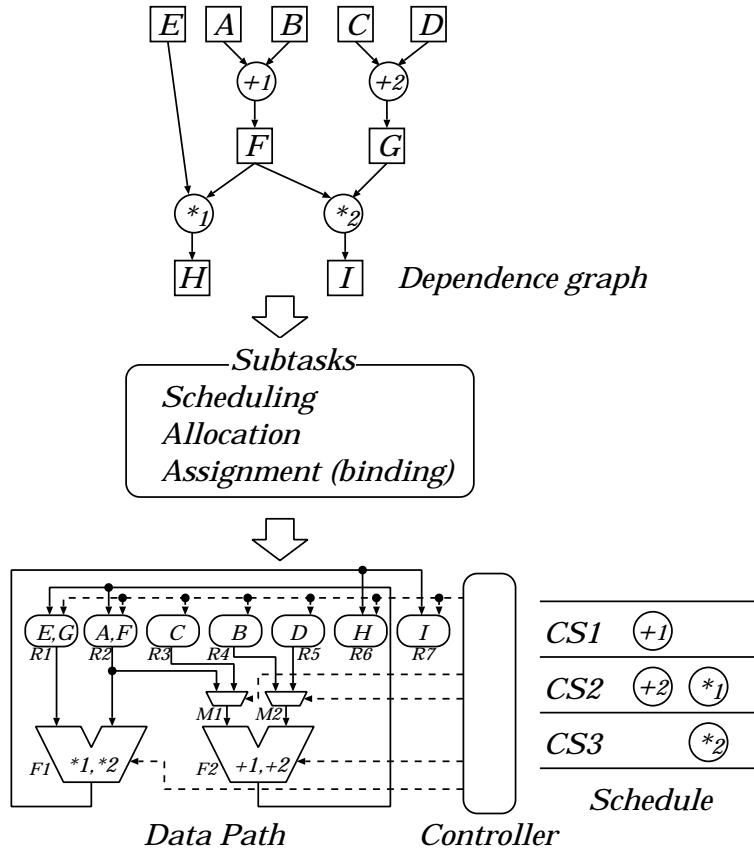 E A B C D
+1 +2
F G
*1 *2
H I Dependence graph
Subtasks
Scheduling
Allocation
Assignment (binding)
E,G A,F C B D H I
R1 R2 R3 R4 R5 R6 R7
M1 M2
F1 *1,*2 F2 +1,+2
CS1 +1
CS2 +2 *1
CS3 *2
Schedule
Data Path Controller